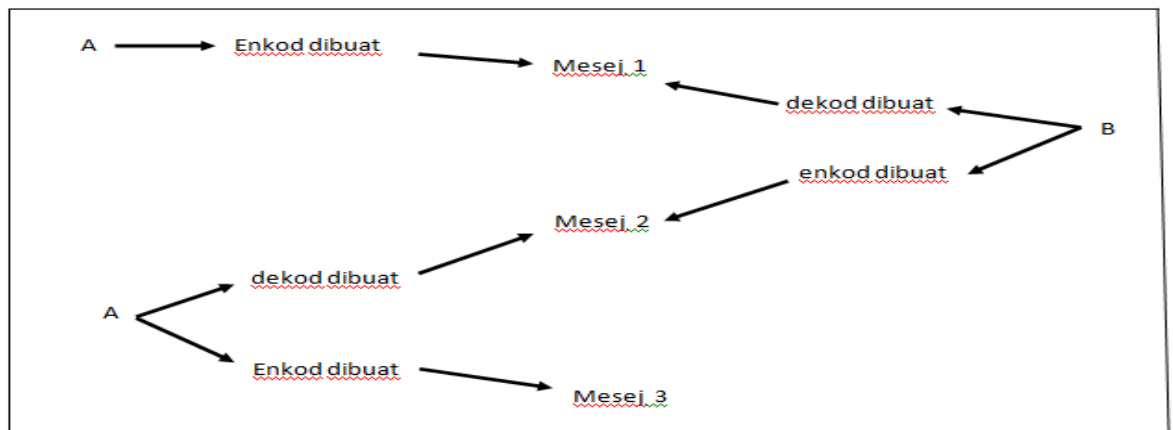 A
Enkod dibuat
Mesej 1
dekod dibuat
B
enkod dibuat
Mesej 2
dekod dibuat
A
Enkod dibuat
Mesej 3